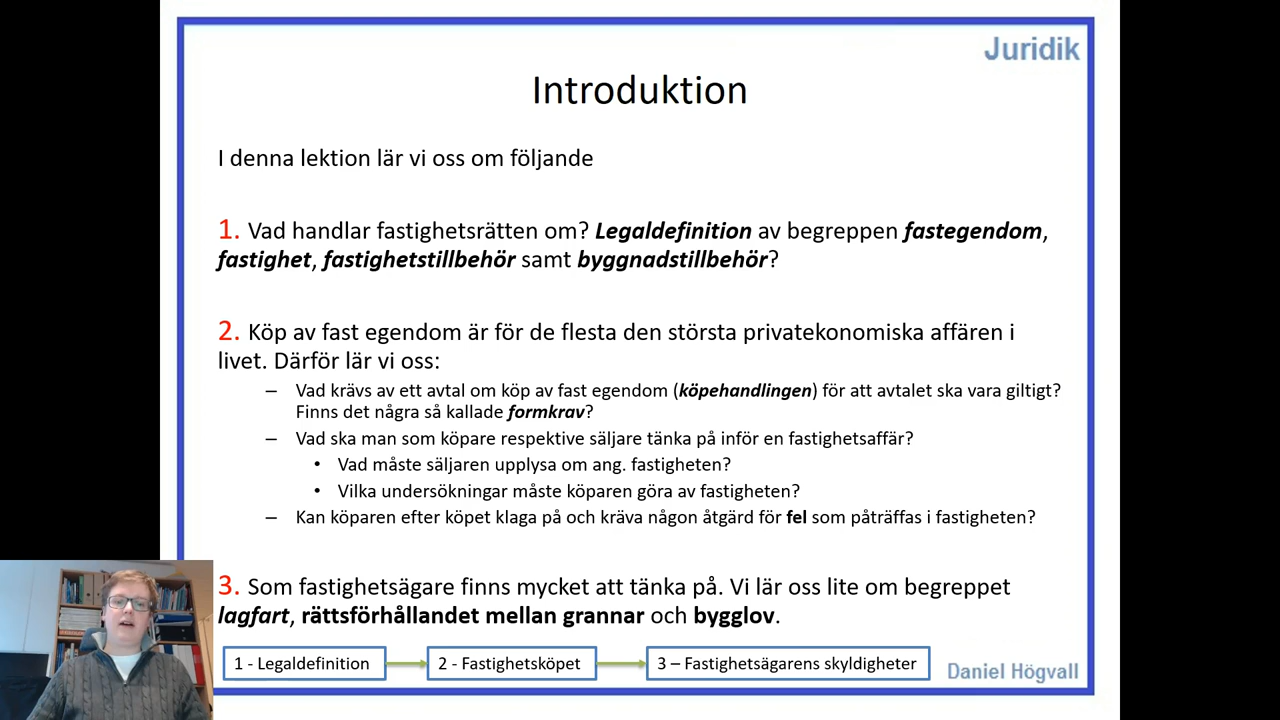 Juridik
Introduktion
I denna lektion lär vi oss om följande
1. Vad handlar fastighetsrätten om? Legaldefinition av begreppen fastegendom,
fastighet, fastighetstillbehör samt byggnadstillbehör?
2. Köp av fast egendom är för de flesta den största privatekonomiska affären i
livet. Därför lär vi oss:
– Vad krävs av ett avtal om köp av fast egendom (köpehandlingen) för att avtalet ska vara giltigt?
Finns det några så kallade formkrav?
– Vad ska man som köpare respektive säljare tänka på inför en fastighetsaffär?
• Vad måste säljaren upplysa om ang. fastigheten?
• Vilka undersökningar måste köparen göra av fastigheten?
– Kan köparen efter köpet klaga på och kräva någon åtgärd för fel som påträffas i fastigheten?
3. Som fastighetsägare finns mycket att tänka på. Vi lär oss lite om begreppet
lagfart, rättsförhållandet mellan grannar och bygglov.
1 - Legaldefinition
2 - Fastighetsköpet
3 – Fastighetsägarens skyldigheter
Daniel Högvall